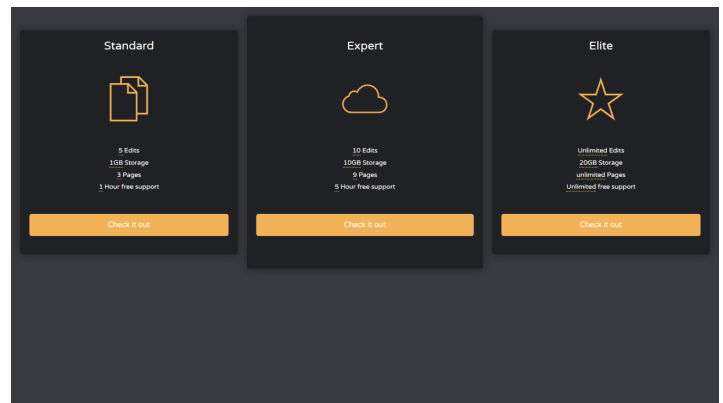 Standard
5 Edits
1GB Storage
3 Pages
1 Hour free support
Check it out
Expert
10 Edits
10GB Storage
9 Pages
5 Hour free support
Check it out
Elite
Unlimited Edits
20GB Storage
unlimited Pages
Unlimited free support
Check it out